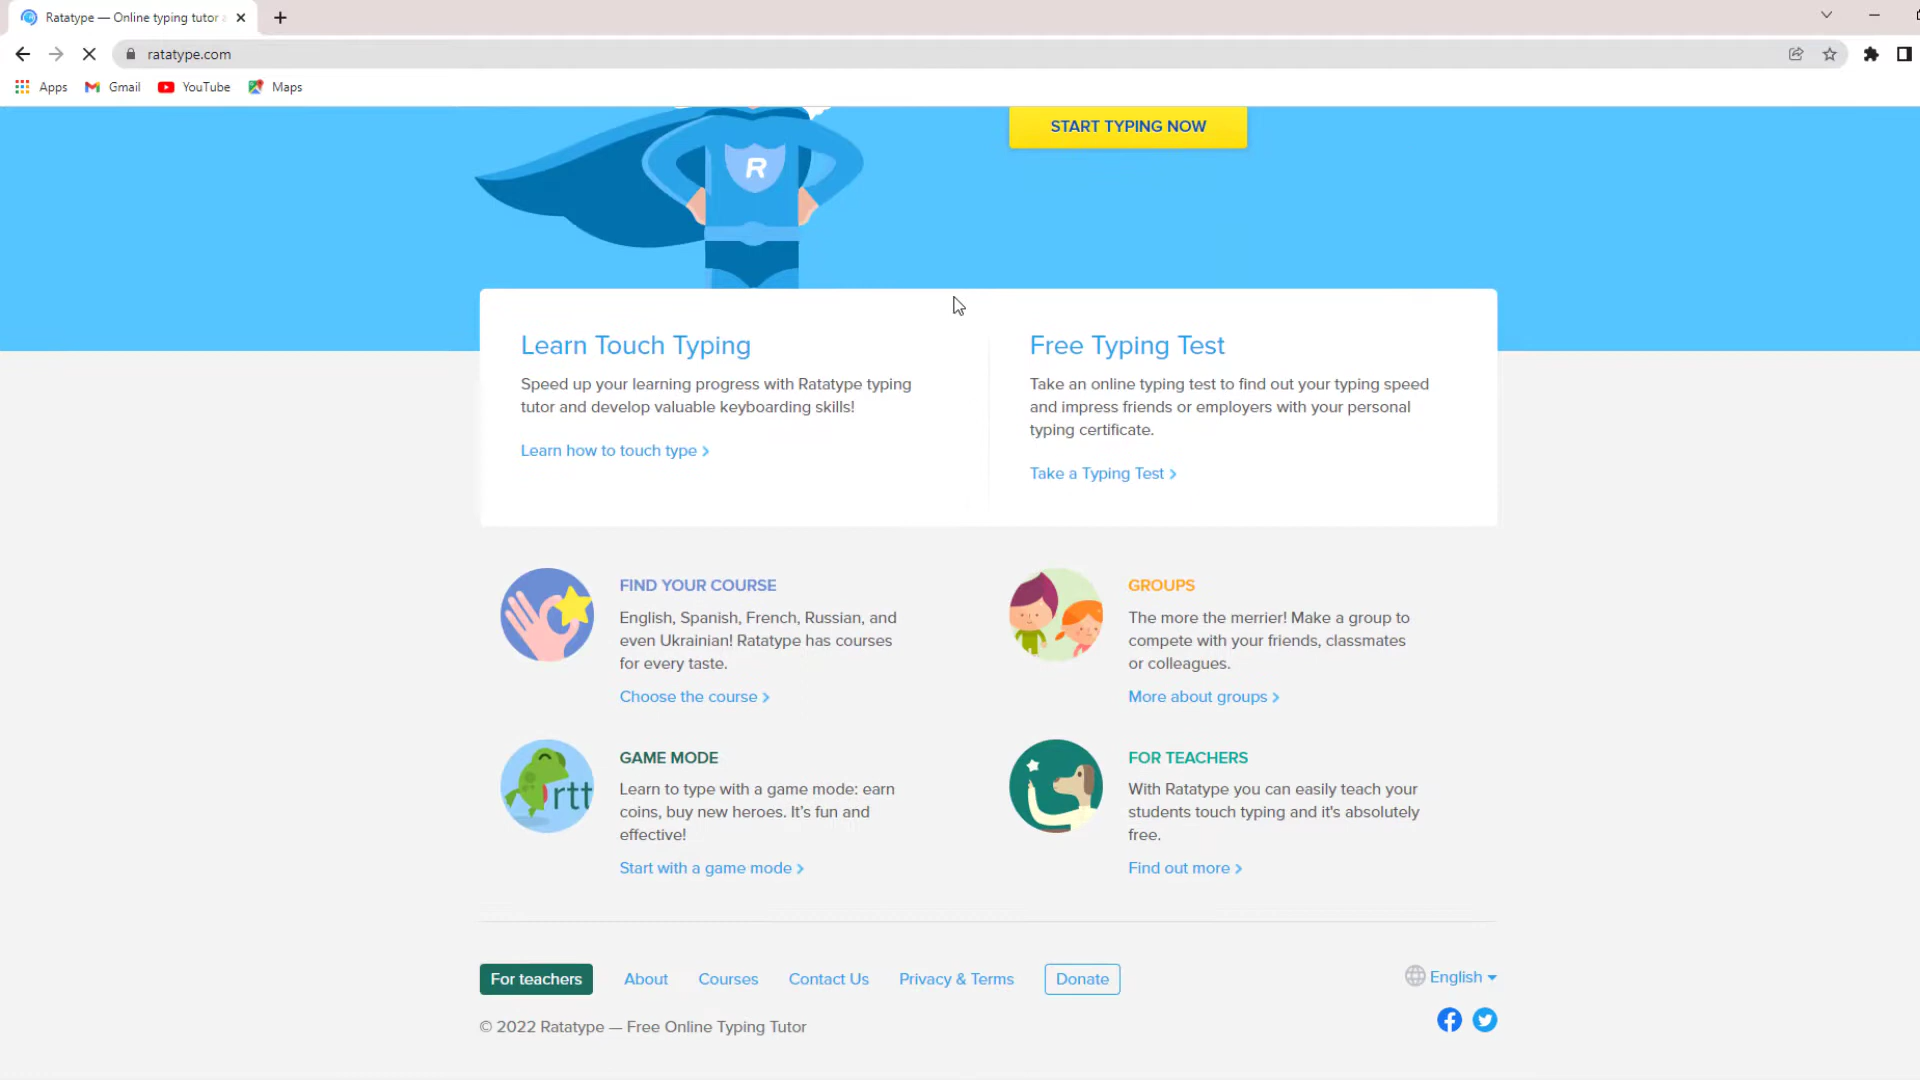 Ratatype — Online typing tutor
ratatype.com
Apps
Gmail
YouTube
Maps
R
START TYPING NOW
Learn Touch Typing
Speed up your learning progress with Ratatype typing
tutor and develop valuable keyboarding skills!
Learn how to touch type
Free Typing Test
Take an online typing test to find out your typing speed
and impress friends or employers with your personal
typing certificate.
Take a Typing Test
FIND YOUR COURSE
English, Spanish, French, Russian, and
even Ukrainian! Ratatype has courses
for every taste.
Choose the course
GROUPS
The more the merrier! Make a group to
compete with your friends, classmates
or colleagues.
More about groups
rtt
GAME MODE
Learn to type with a game mode: earn
coins, buy new heroes. It's fun and
effective!
Start with a game mode
FOR TEACHERS
With Ratatype you can easily teach your
students touch typing and it's absolutely
free.
Find out more
For teachers
About
Courses
Contact Us
Privacy & Terms
Donate
English
© 2022 Ratatype — Free Online Typing Tutor